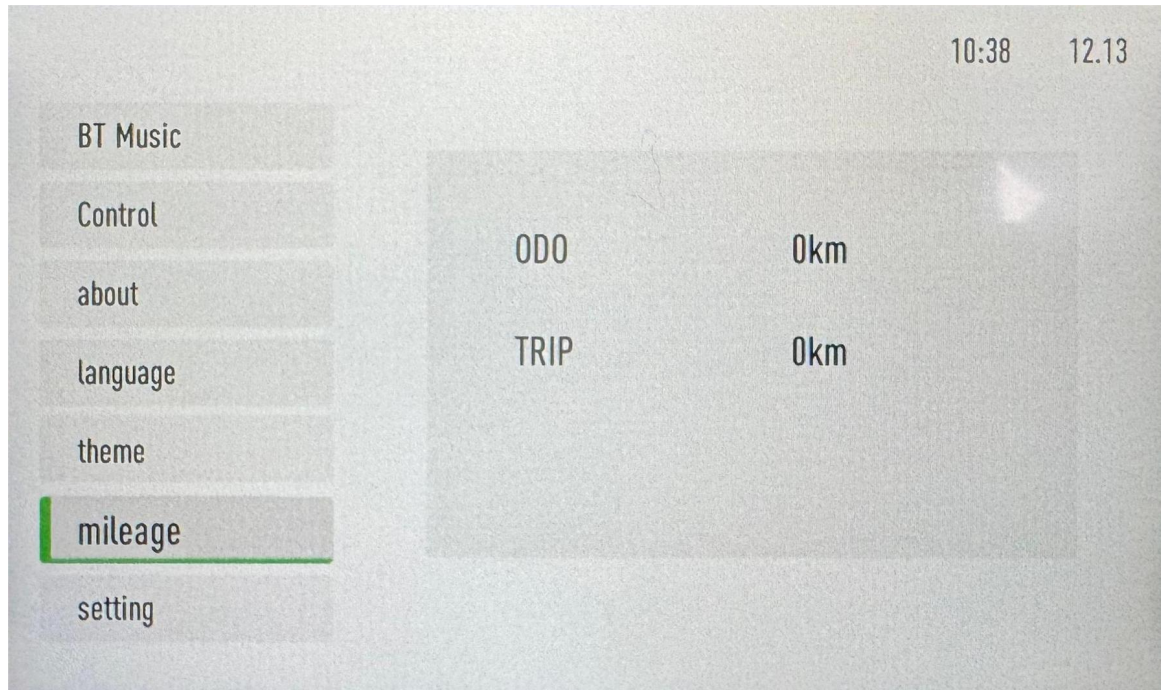 10:38 12.13
BT Music
Control
about
language
theme
mileage
setting
ODO 0km
TRIP 0km